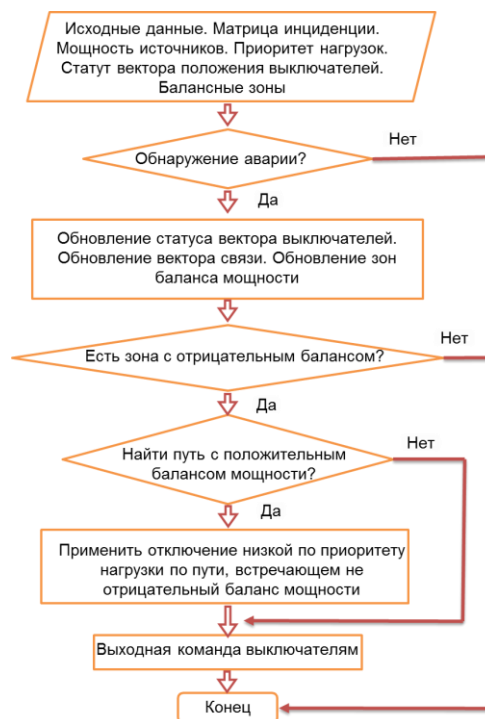 Исходные данные. Матрица инциденции.
Мощность источников. Приоритет нагрузок.
Статут вектора положения выключателей.
Балансные зоны
Обнаружение аварии?
Нет
Да
Обновление статуса вектора выключателей.
Обновление вектора связи. Обновление зон
баланса мощности
Есть зона с отрицательным балансом?
Нет
Да
Найти путь с положительным
балансом мощности?
Нет
Да
Применить отключение низкой по приоритету
нагрузки по пути, встречающем не
отрицательный баланс мощности
Выходная команда выключателям
Конец